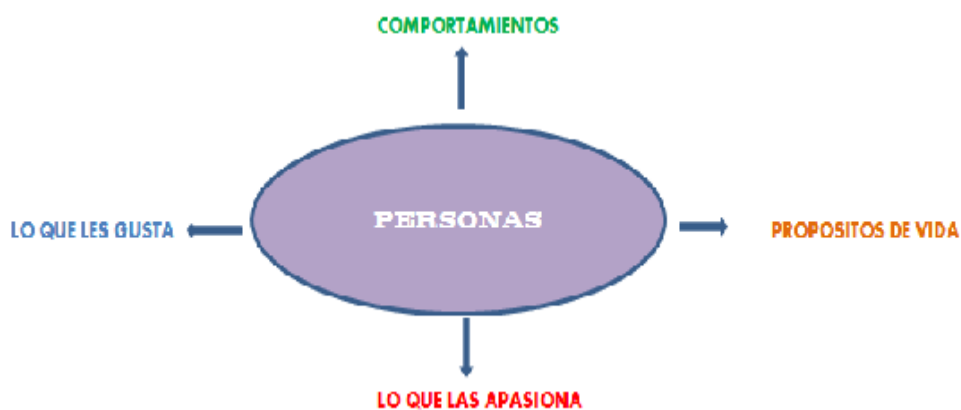 COMPORTAMIENTOS
PERSONAS
LO QUE LES GUSTA
PROPOSITOS DE VIDA
LO QUE LAS APASIONA